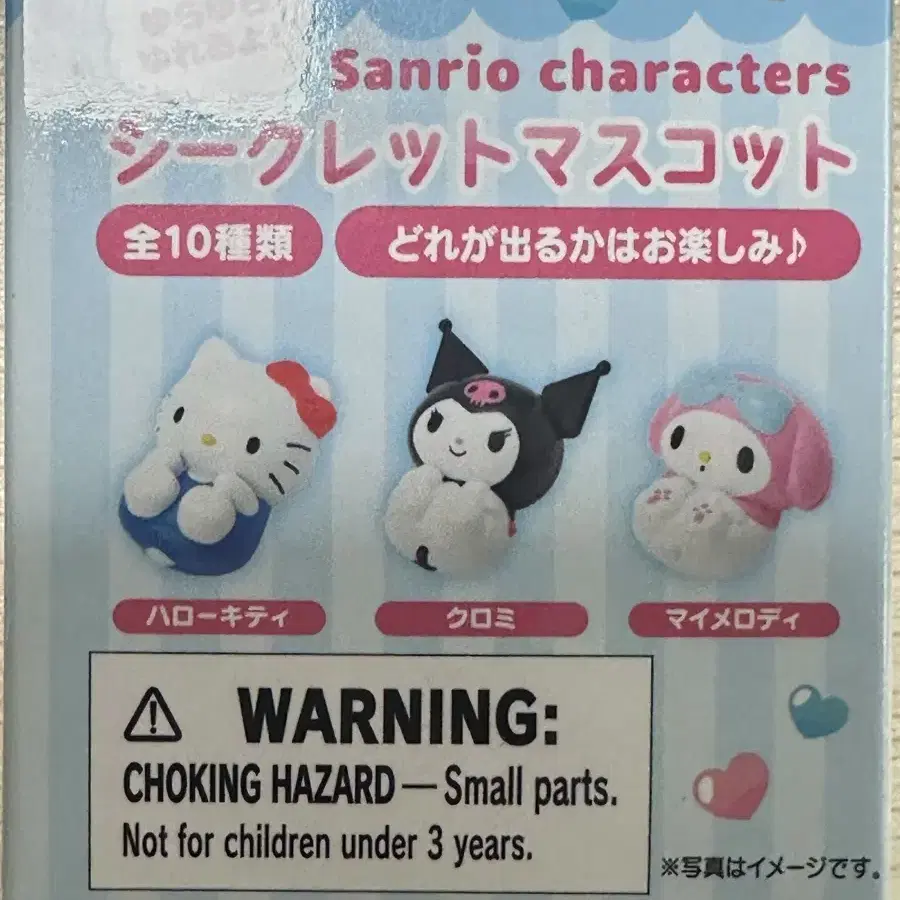 Sanrio characters
シークレットマスコット
全10種類
どれが出るかはお楽しみ♪
ハローキティ
クロミ
マイメロディ
WARNING:
CHOKING HAZARD — Small parts.
Not for children under 3 years.
※写真はイメージです。